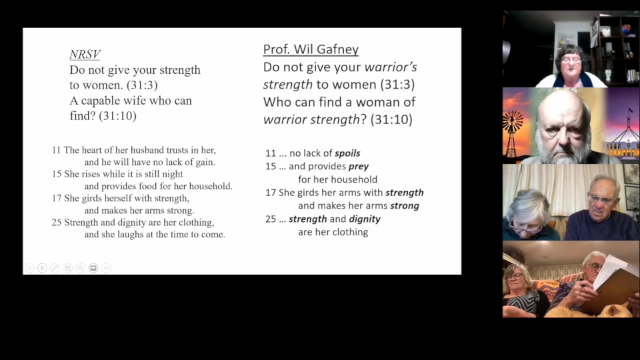 NRSV
Do not give your strength
to women. (31:3)
A capable wife who can
find? (31:10)
11 The heart of her husband trusts in her,
and he will have no lack of gain.
15 She rises while it is still night
and provides food for her household.
17 She girds herself with strength,
and makes her arms strong.
25 Strength and dignity are her clothing,
and she laughs at the time to come.
Prof. Wil Gafney
Do not give your warrior's
strength to women (31:3)
Who can find a woman of
warrior strength? (31:10)
11 ... no lack of spoils
15 ... and provides prey
for her household
17 She girds her arms with strength
and makes her arms strong
25 ... strength and dignity
are her clothing